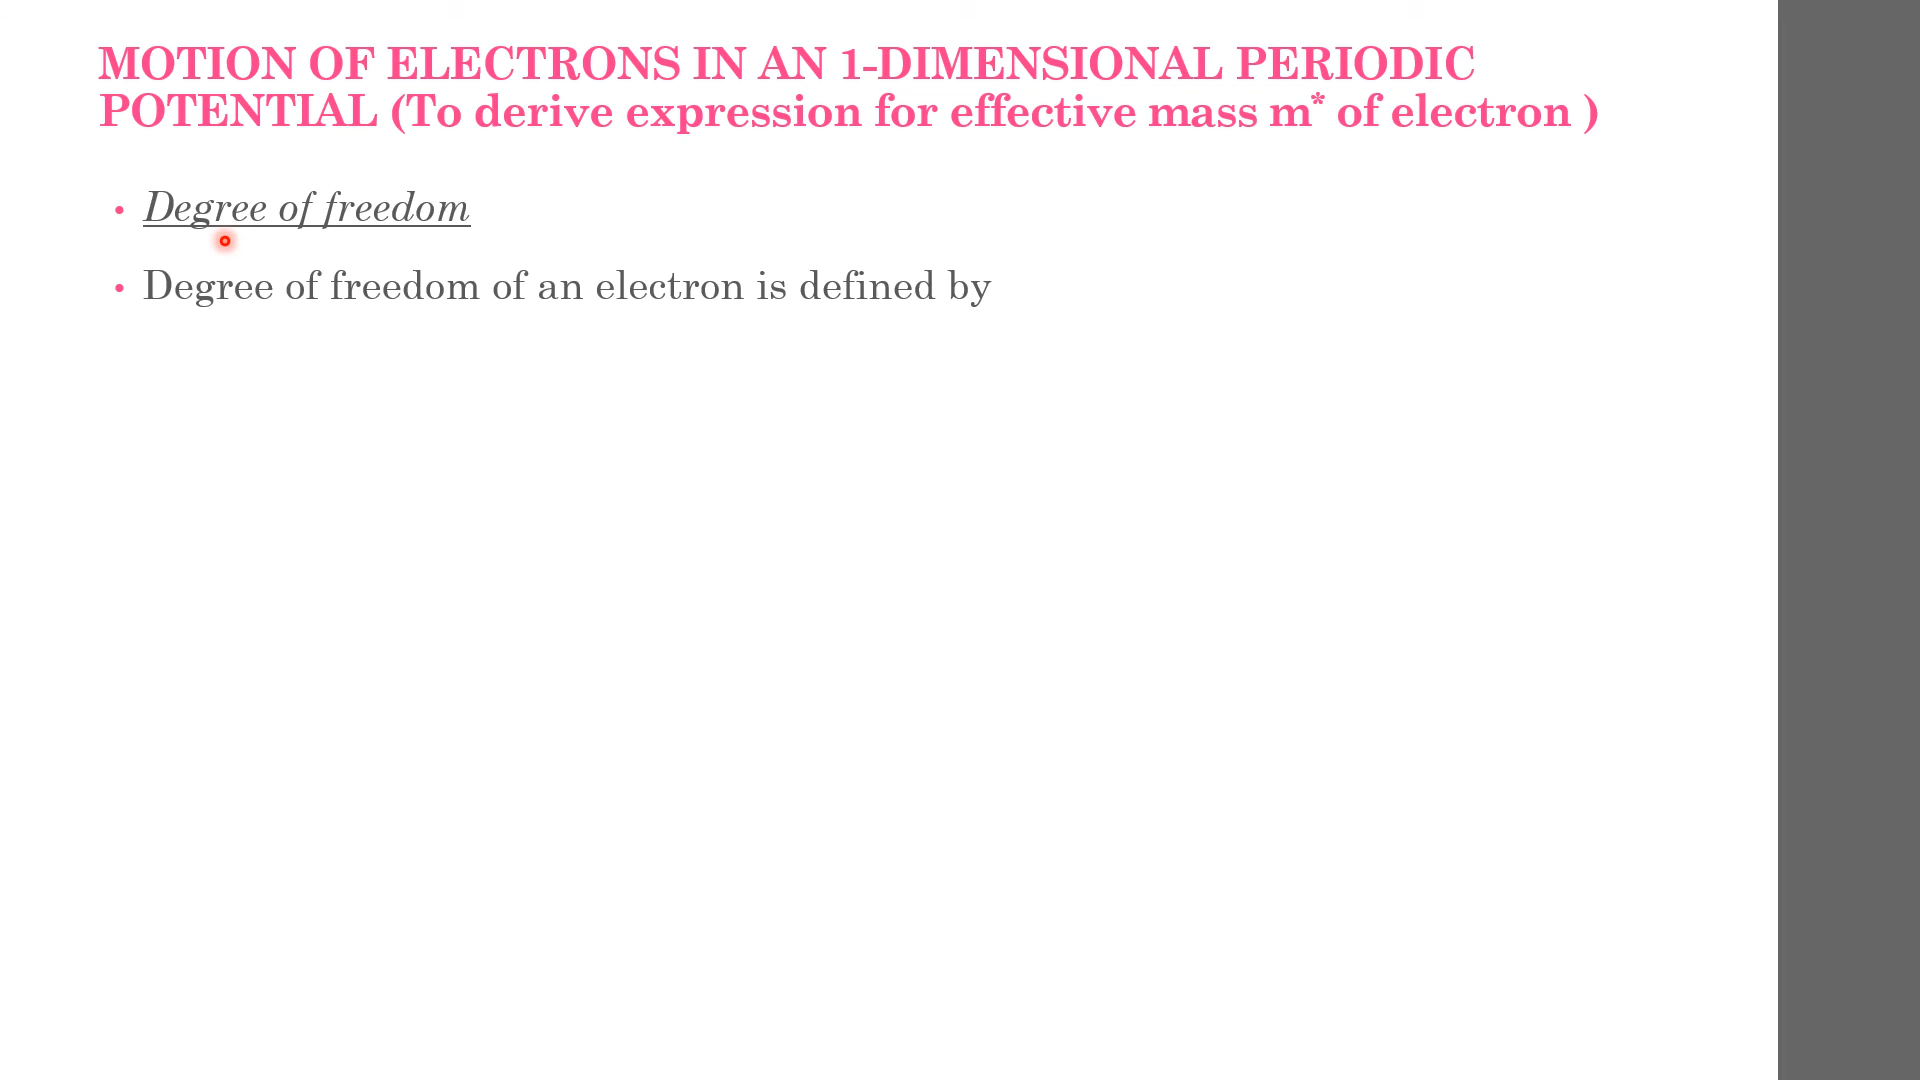 MOTION OF ELECTRONS IN AN 1-DIMENSIONAL PERIODIC
POTENTIAL (To derive expression for effective mass m* of electron )
• Degree of freedom
• Degree of freedom of an electron is defined by